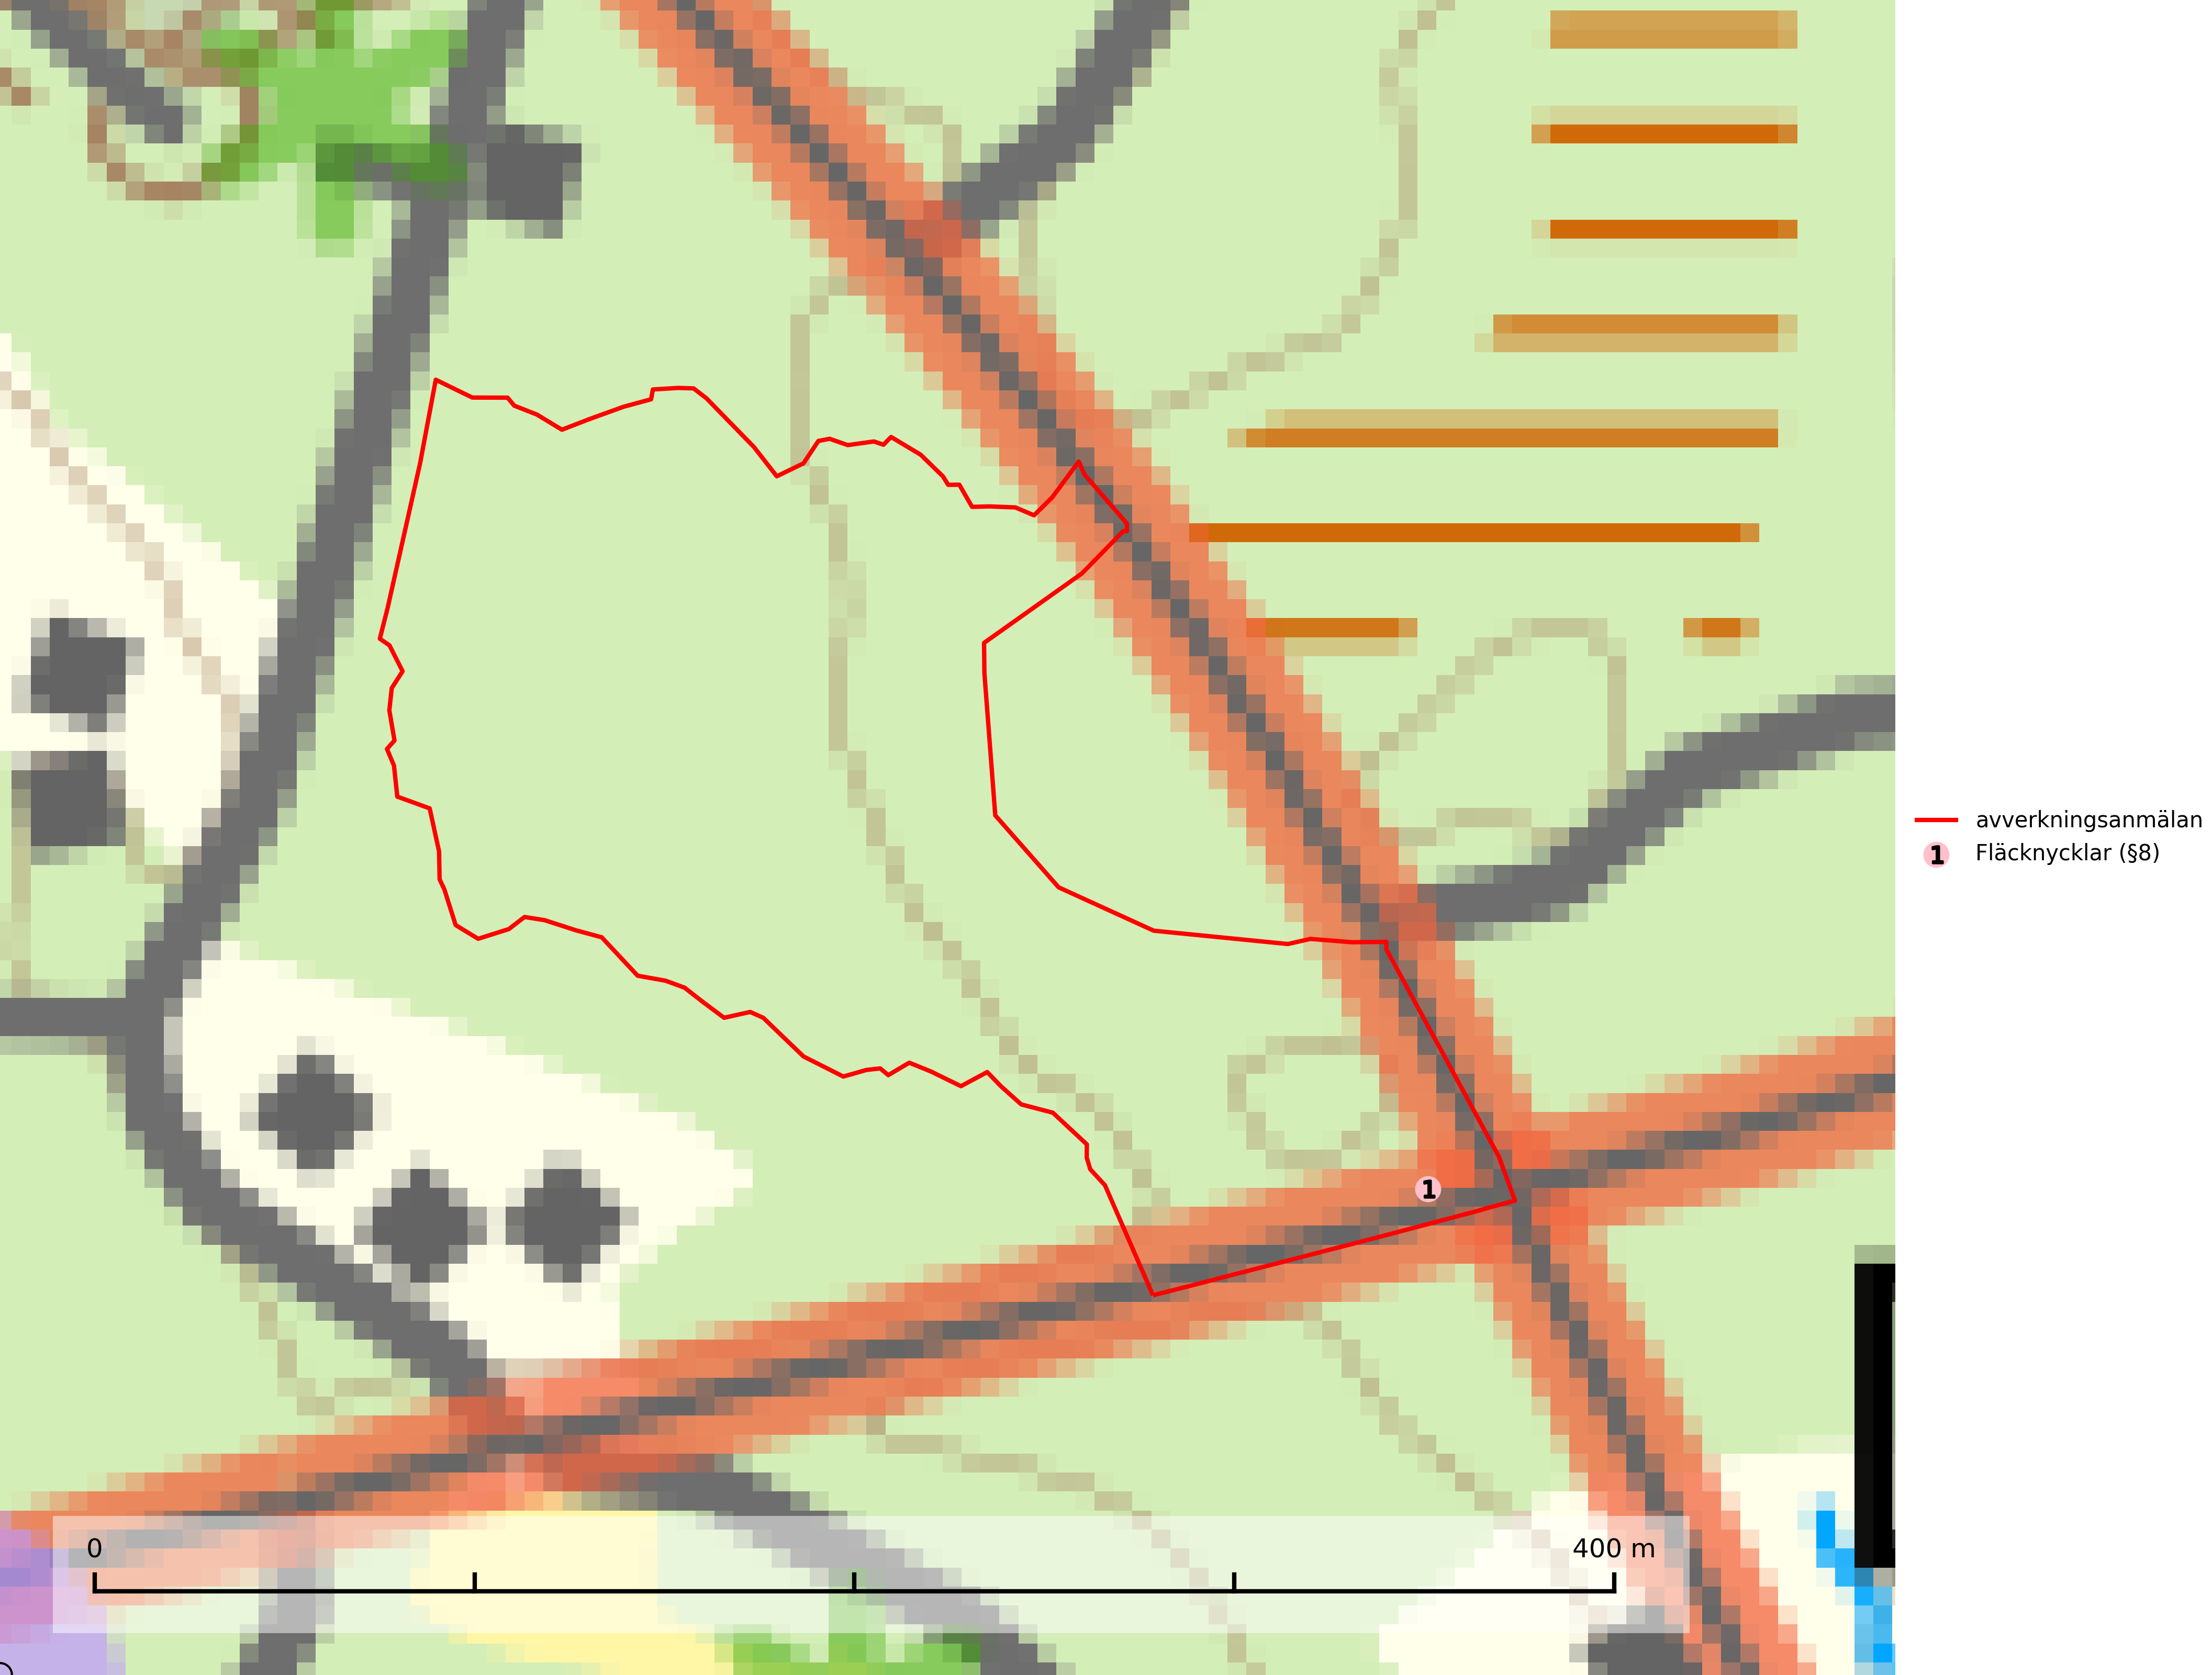 avverkningsanmälan
1 Fläcknycklar (§8)
1
0 400 m